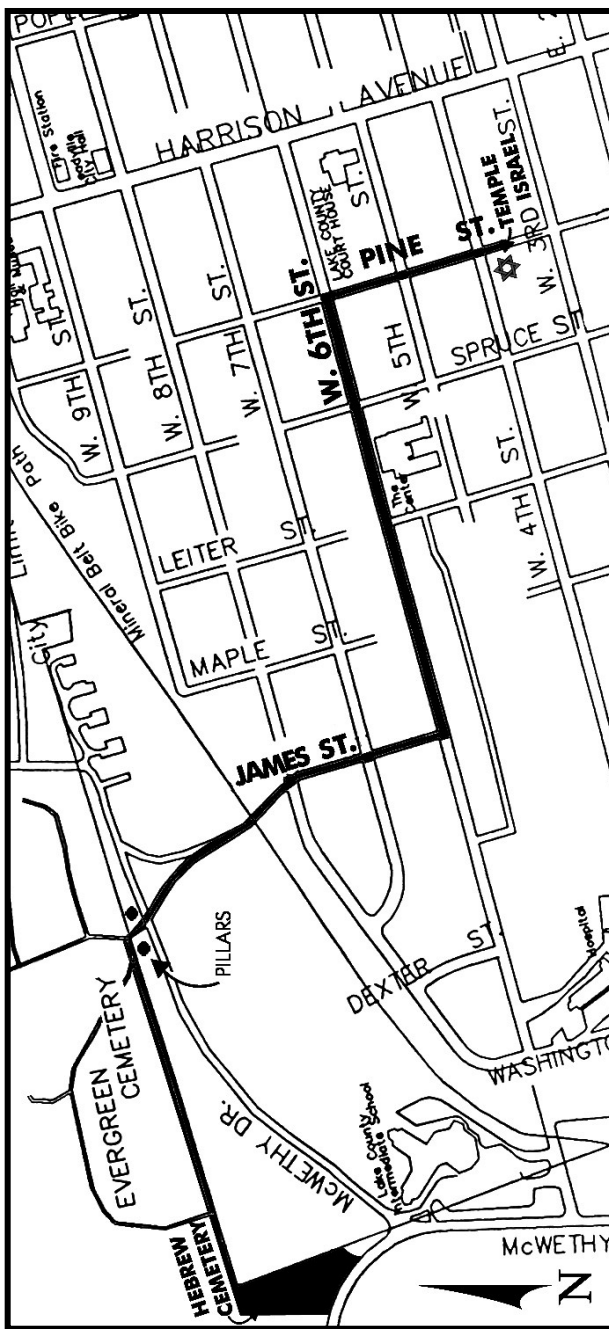 POPL
Fire Station
City Hall
HARRISON AVENUE
LAKE COUNTY
COURT HOUSE
ST.
W. 9TH ST.
W. 8TH ST.
W. 7TH ST.
W. 6TH ST.
PINE ST.
W. 5TH
TEMPLE
ISRAEL
W. 3RD ST.
E. 2
SPRUCE ST
W. 4TH ST.
The
Center
Mineral Belt Bike Path
LEITER ST.
MAPLE ST.
City
JAMES ST.
PILLARS
EVERGREEN
CEMETERY
DEXTER ST.
Hospital
WASHINGTO
McWETHY DR.
Lake County
Intermediate School
HEBREW
CEMETERY
McWETHY
N